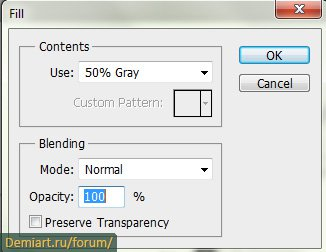 Fill
Contents
Use: 50% Gray
Custom Pattern:
OK
Cancel
Blending
Mode: Normal
Opacity: 100 %
Preserve Transparency
Demiart.ru/forum/